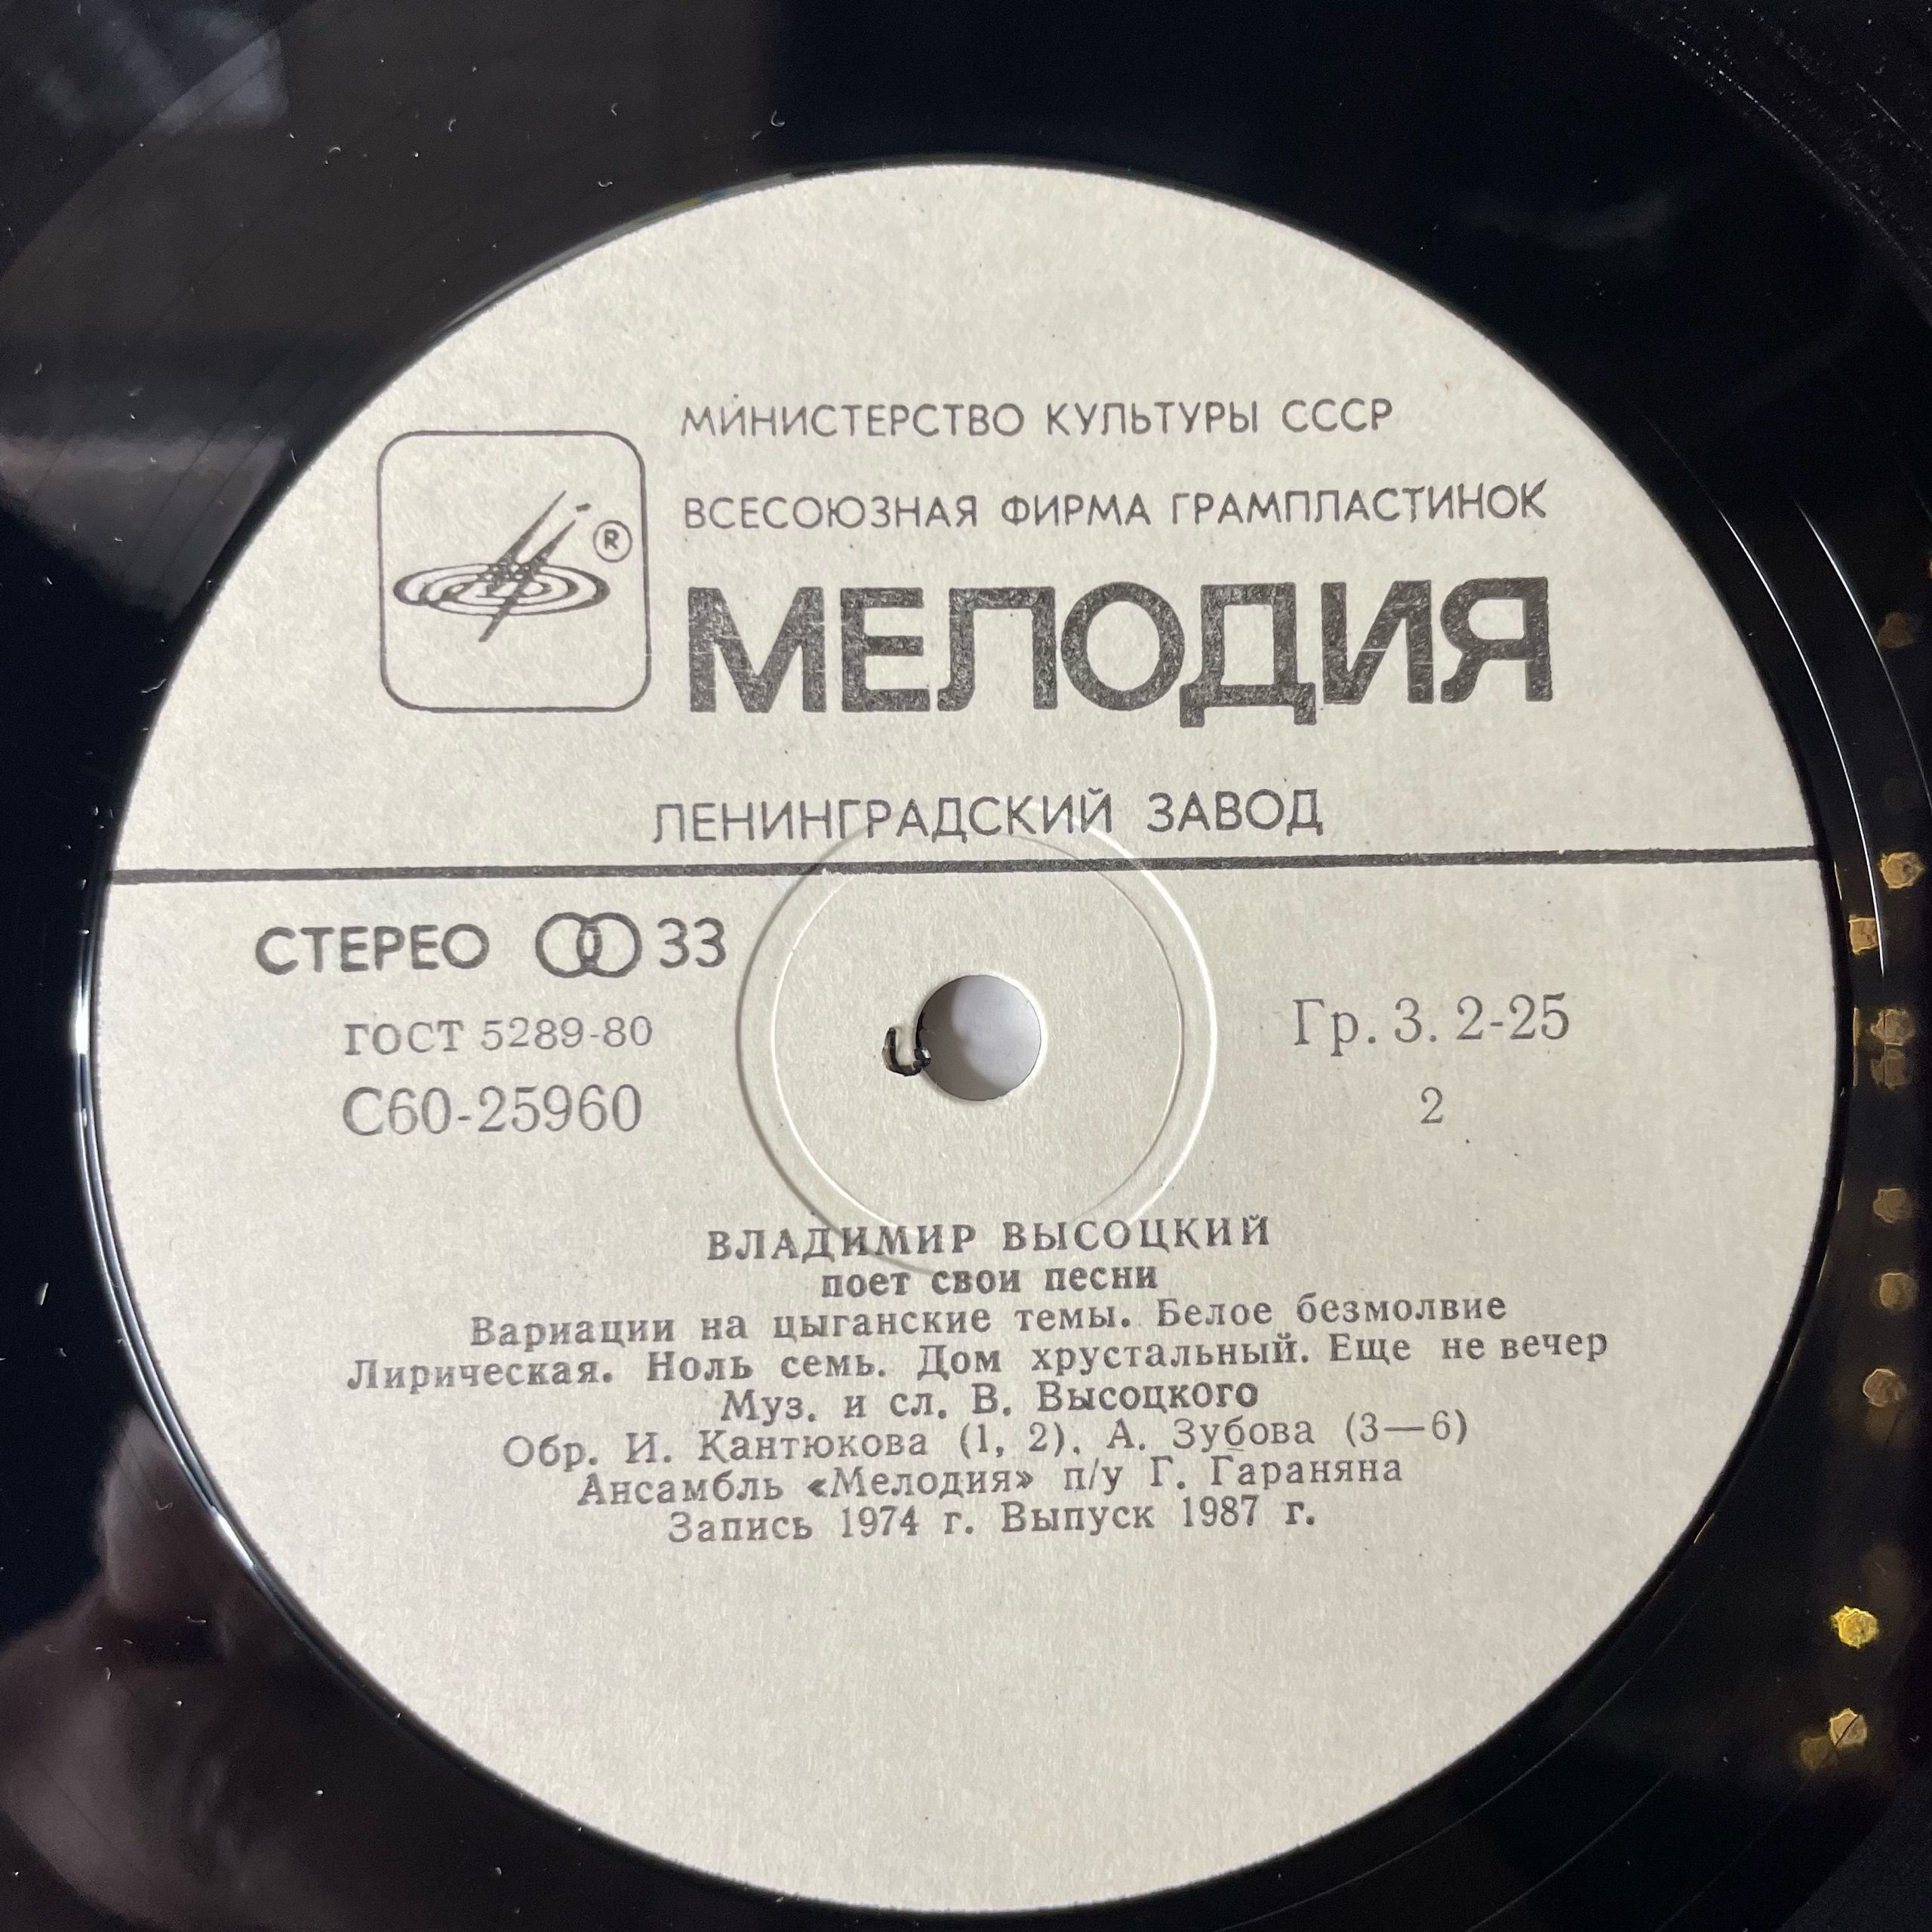 МИНИСТЕРСТВО КУЛЬТУРЫ СССР
ВСЕСОЮЗНАЯ ФИРМА ГРАМПЛАСТИНОК
®
МЕЛОДИЯ
ЛЕНИНГРАДСКИЙ ЗАВОД
СТЕРЕО 33
ГОСТ 5289-80
Гр. 3. 2-25
С60-25960
2
ВЛАДИМИР ВЫСОЦКИЙ
поет свои песни
Вариации на цыганские темы. Белое безмолвие
Лирическая. Ноль семь. Дом хрустальный. Еще не вечер
Муз. и сл. В. Высоцкого
Обр. И. Кантюкова (1, 2), А. Зубова (3—6)
Ансамбль «Мелодия» п/у Г. Гараняна
Запись 1974 г. Выпуск 1987 г.